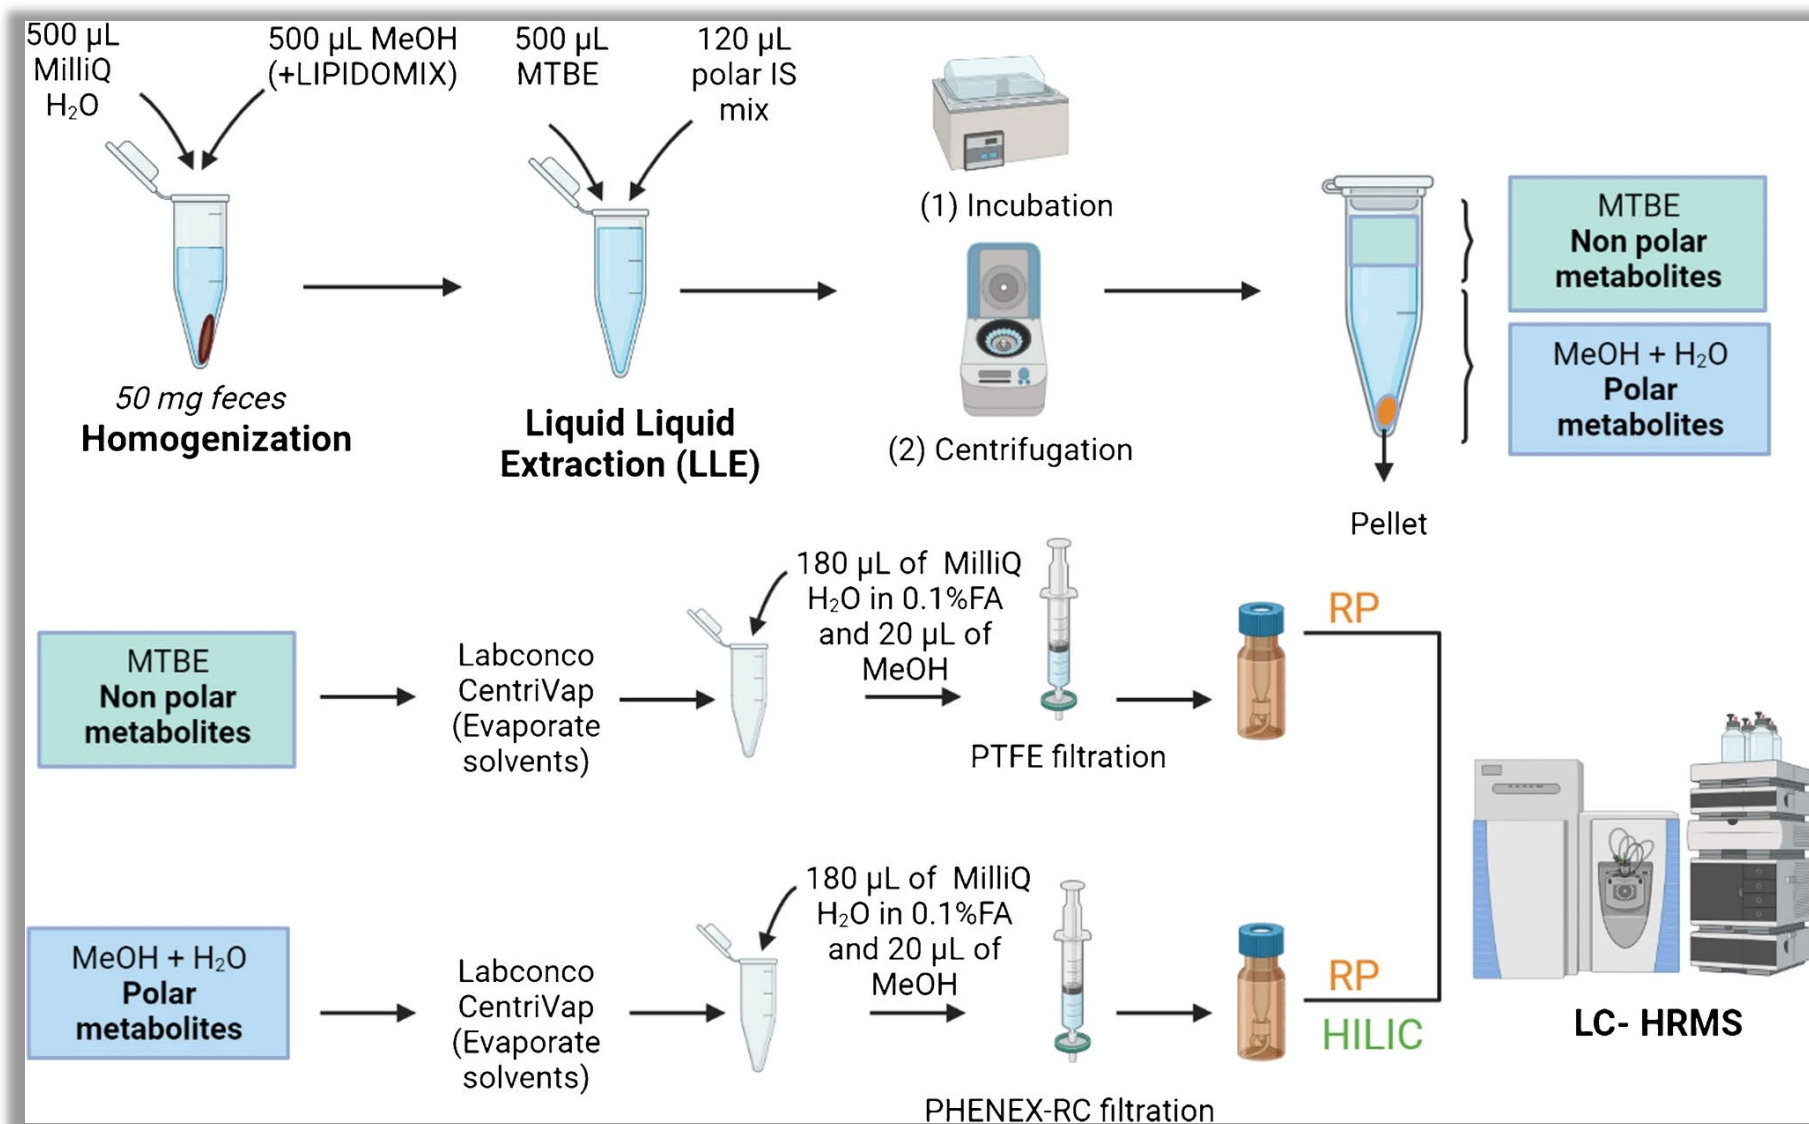 500 µL
MilliQ
H₂O
500 µL MeOH
(+LIPIDOMIX)
500 µL
MTBE
120 µL
polar IS
mix
50 mg feces
Homogenization
Liquid Liquid
Extraction (LLE)
(1) Incubation
(2) Centrifugation
MTBE
Non polar
metabolites
MeOH + H₂O
Polar
metabolites
Pellet
MTBE
Non polar
metabolites
Labconco
CentriVap
(Evaporate
solvents)
180 µL of MilliQ
H₂O in 0.1%FA
and 20 µL of
MeOH
PTFE filtration
RP
MeOH + H₂O
Polar
metabolites
Labconco
CentriVap
(Evaporate
solvents)
180 µL of MilliQ
H₂O in 0.1%FA
and 20 µL of
MeOH
PHENEX-RC filtration
RP
HILIC
LC- HRMS